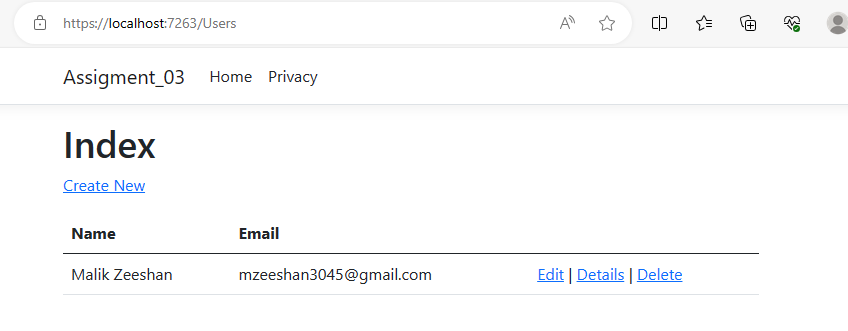 https://localhost:7263/Users
Assigment_03 Home Privacy
Index
Create New
Name Email
Malik Zeeshan mzeeshan3045@gmail.com Edit | Details | Delete